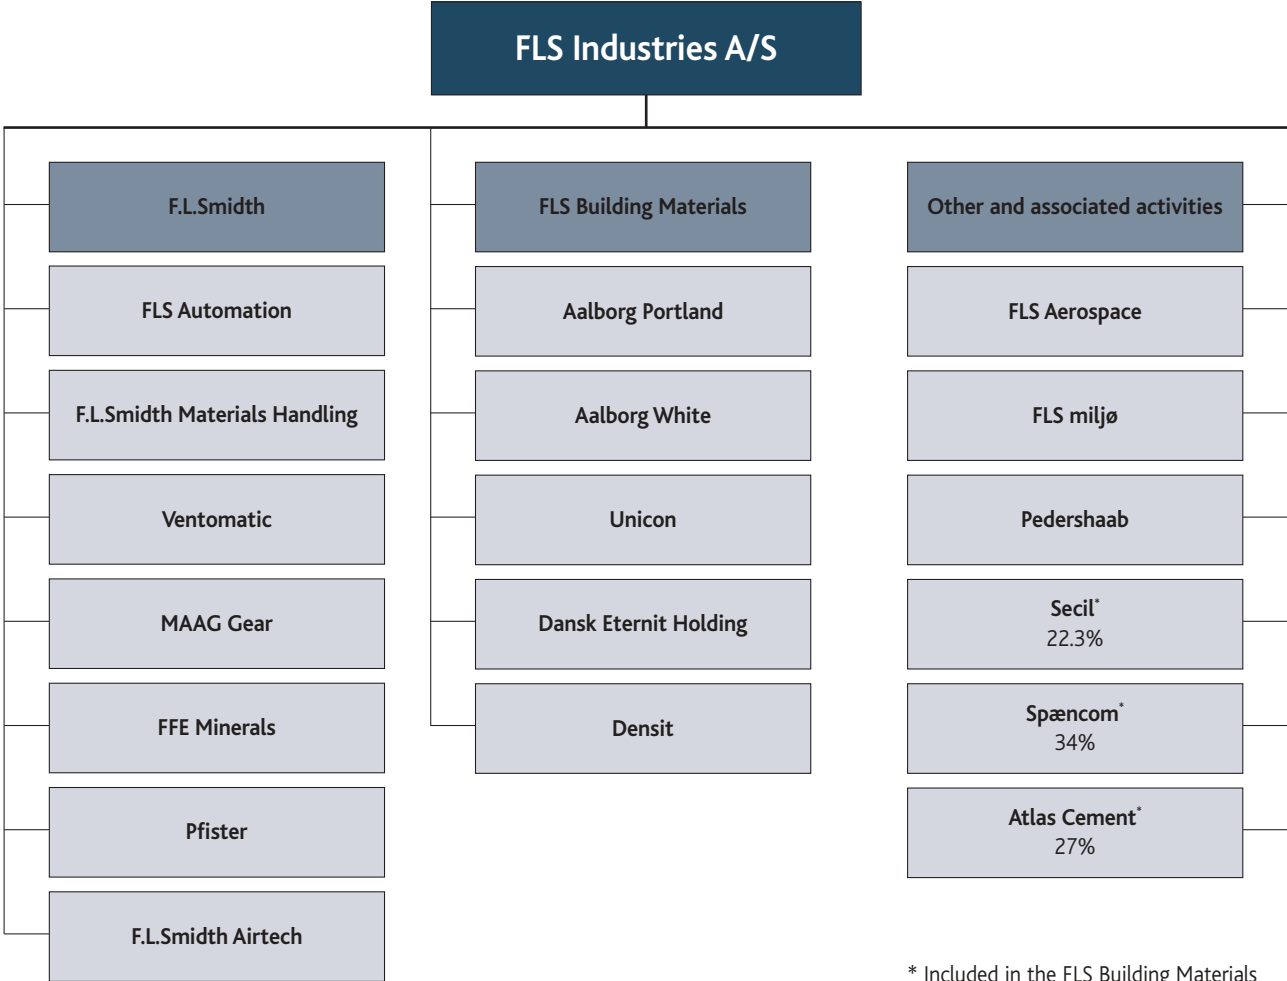 FLS Industries A/S
F.L.Smidth
FLS Automation
F.L.Smidth Materials Handling
Ventomatic
MAAG Gear
FFE Minerals
Pfister
F.L.Smidth Airtech
FLS Building Materials
Aalborg Portland
Aalborg White
Unicon
Dansk Eternit Holding
Densit
Other and associated activities
FLS Aerospace
FLS miljø
Pedershaab
Secil*
22.3%
Spæncom*
34%
Atlas Cement*
27%
* Included in the FLS Building Materials